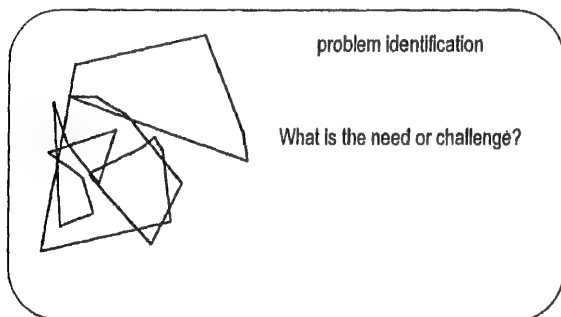 problem identification
What is the need or challenge?